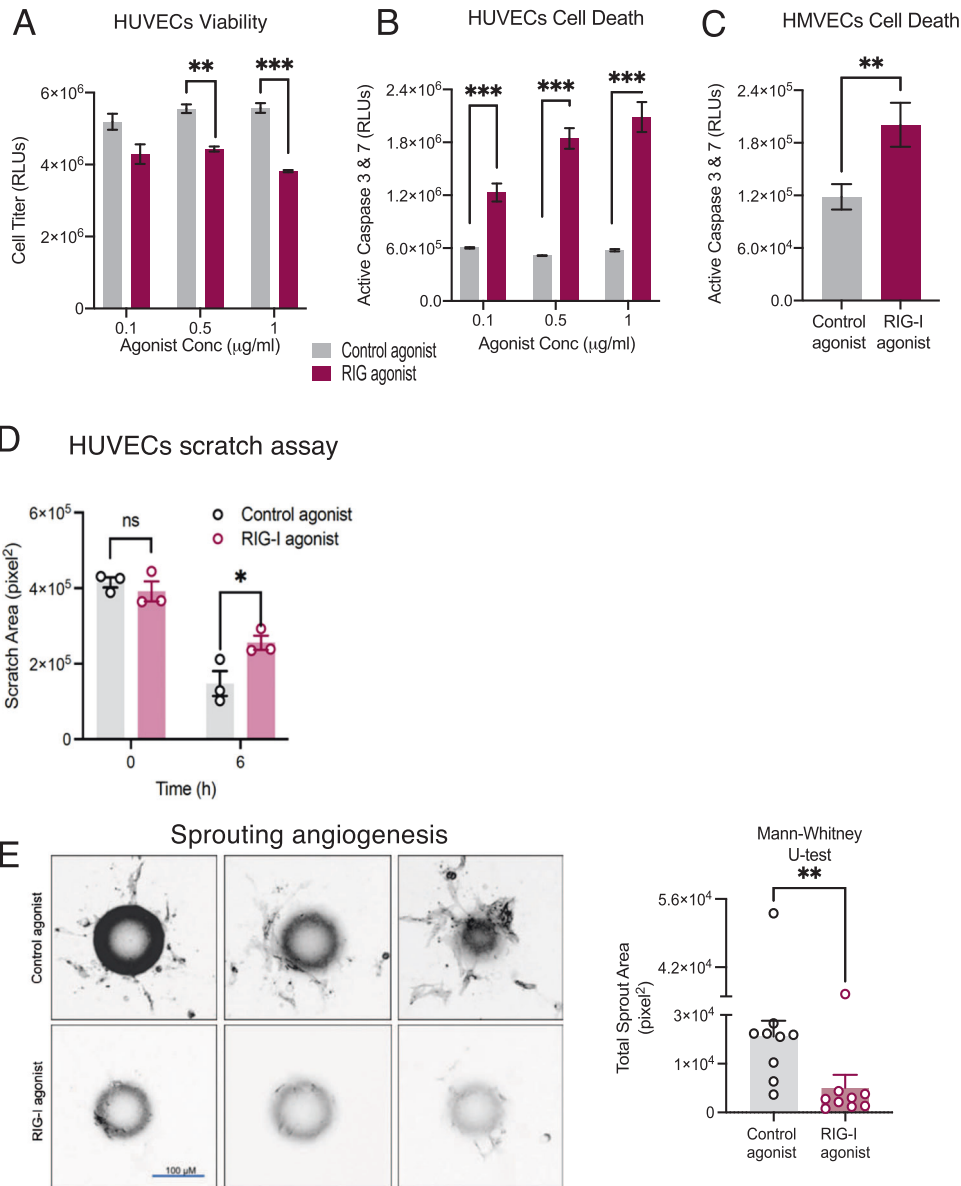 A
HUVECs Viability
Cell Titer (RLUs)
6×10⁶
4×10⁶
2×10⁶
0
**
***
0.1
0.5
1
Agonist Conc (μg/ml)
B
HUVECs Cell Death
Active Caspase 3 & 7 (RLUs)
2.4×10⁶
1.8×10⁶
1.2×10⁶
6.0×10⁵
0.0
***
***
***
0.1
0.5
1
Agonist Conc (μg/ml)
C
HMVECs Cell Death
Active Caspase 3 & 7 (RLUs)
2.4×10⁵
1.8×10⁵
1.2×10⁵
6.0×10⁴
0.0
**
Control
agonist
RIG-I
agonist
Control agonist
RIG agonist
D
HUVECs scratch assay
Scratch Area (pixel²)
6×10⁵
4×10⁵
2×10⁵
0
ns
*
Control agonist
RIG-I agonist
0
6
Time (h)
E
Sprouting angiogenesis
Control agonist
RIG-I agonist
100 μM
Mann-Whitney
U-test
**
Total Sprout Area
(pixel²)
5.6×10⁴
4.2×10⁴
3×10⁴
1×10⁴
0
Control
agonist
RIG-I
agonist